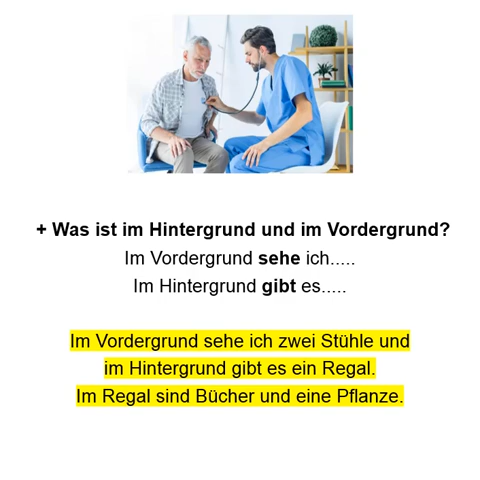 + Was ist im Hintergrund und im Vordergrund?
Im Vordergrund sehe ich.....
Im Hintergrund gibt es.....
Im Vordergrund sehe ich zwei Stühle und
im Hintergrund gibt es ein Regal.
Im Regal sind Bücher und eine Pflanze.